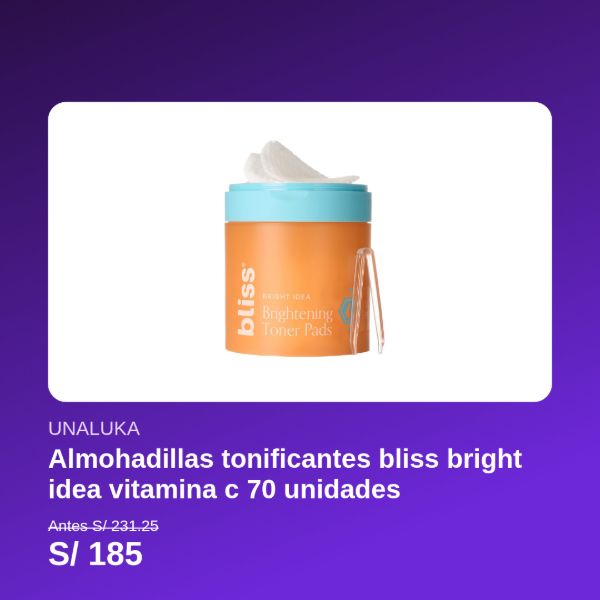 bliss
BRIGHT IDEA
Brightening
Toner Pads
UNALUKA
Almohadillas tonificantes bliss bright
idea vitamina c 70 unidades
Antes S/ 231.25
S/ 185